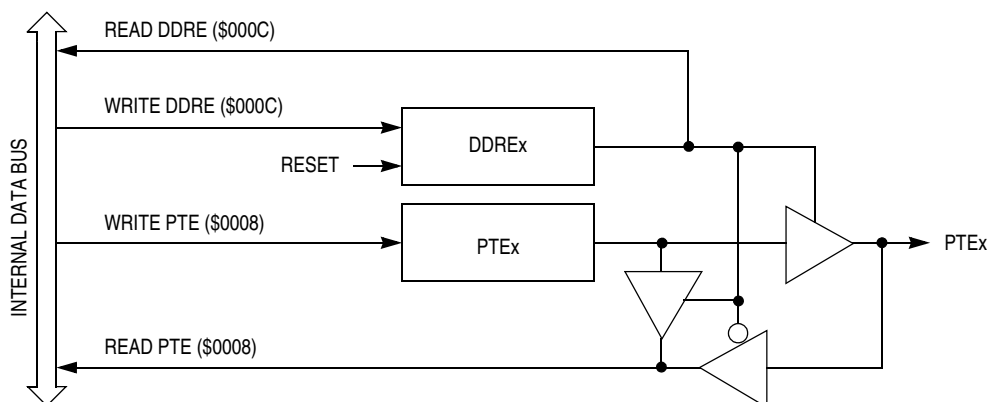 READ DDRE ($000C)
WRITE DDRE ($000C)
DDREx
RESET
INTERNAL DATA BUS
WRITE PTE ($0008)
PTEx
PTEx
READ PTE ($0008)